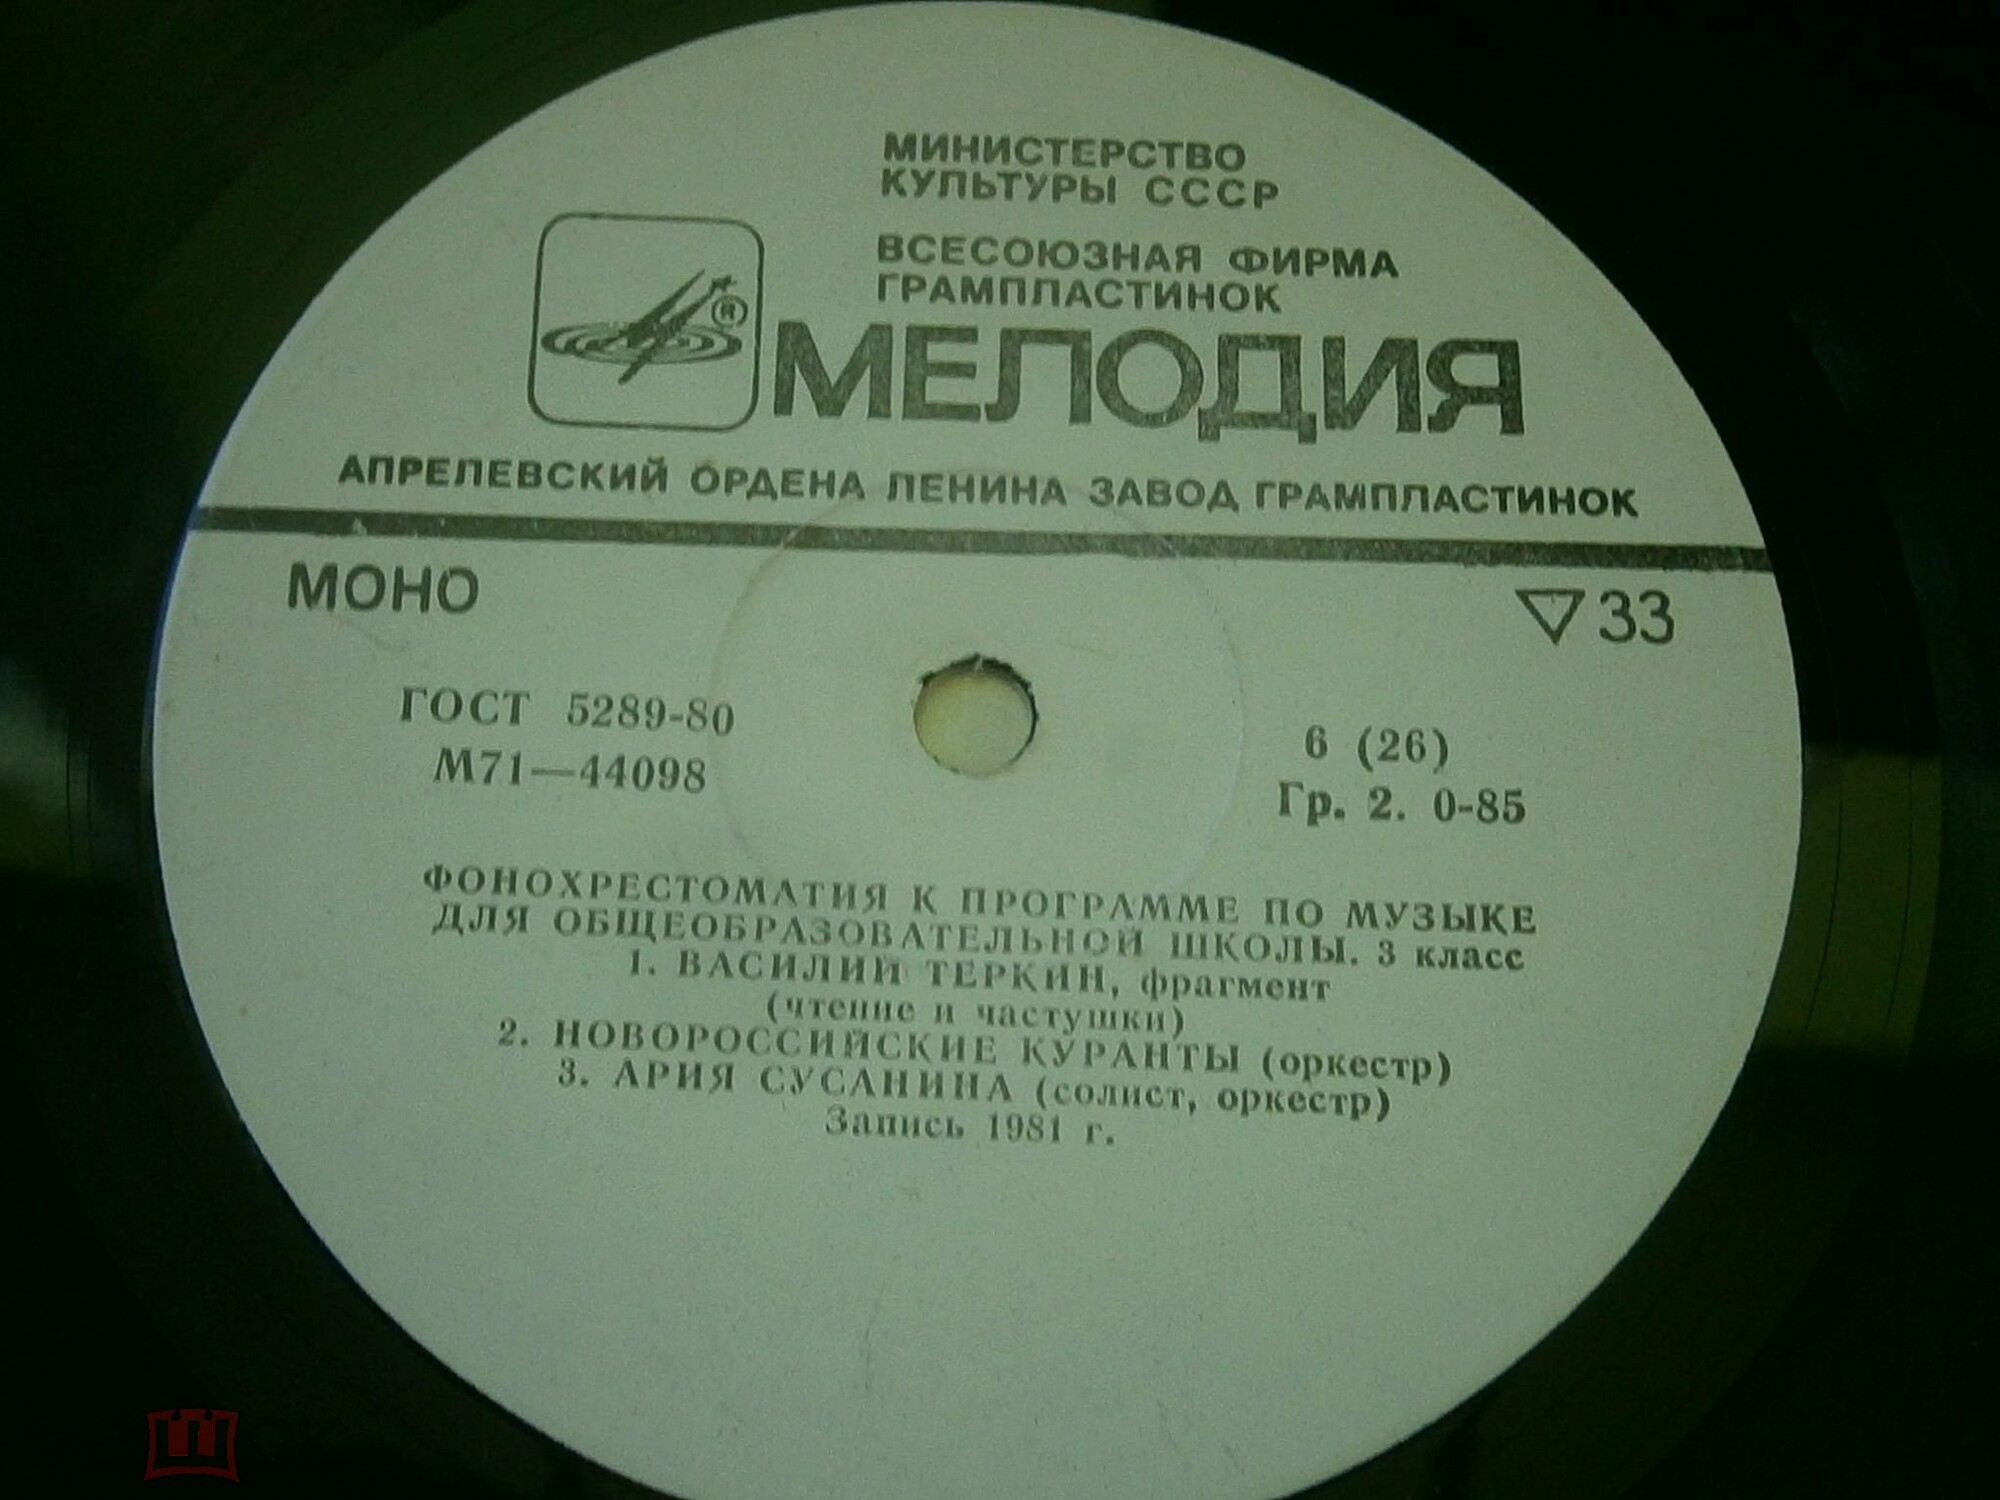 МИНИСТЕРСТВО
КУЛЬТУРЫ СССР
ВСЕСОЮЗНАЯ ФИРМА
ГРАМПЛАСТИНОК
®
МЕЛОДИЯ
АПРЕЛЕВСКИЙ ОРДЕНА ЛЕНИНА ЗАВОД ГРАМПЛАСТИНОК
МОНО
33
ГОСТ 5289-80
М71—44098
6 (26)
Гр. 2. 0-85
ФОНОХРЕСТОМАТИЯ К ПРОГРАММЕ ПО МУЗЫКЕ
ДЛЯ ОБЩЕОБРАЗОВАТЕЛЬНОЙ ШКОЛЫ. 3 класс
1. ВАСИЛИЙ ТЕРКИН, фрагмент
(чтение и частушки)
2. НОВОРОССИЙСКИЕ КУРАНТЫ (оркестр)
3. АРИЯ СУСАНИНА (солист, оркестр)
Запись 1981 г.